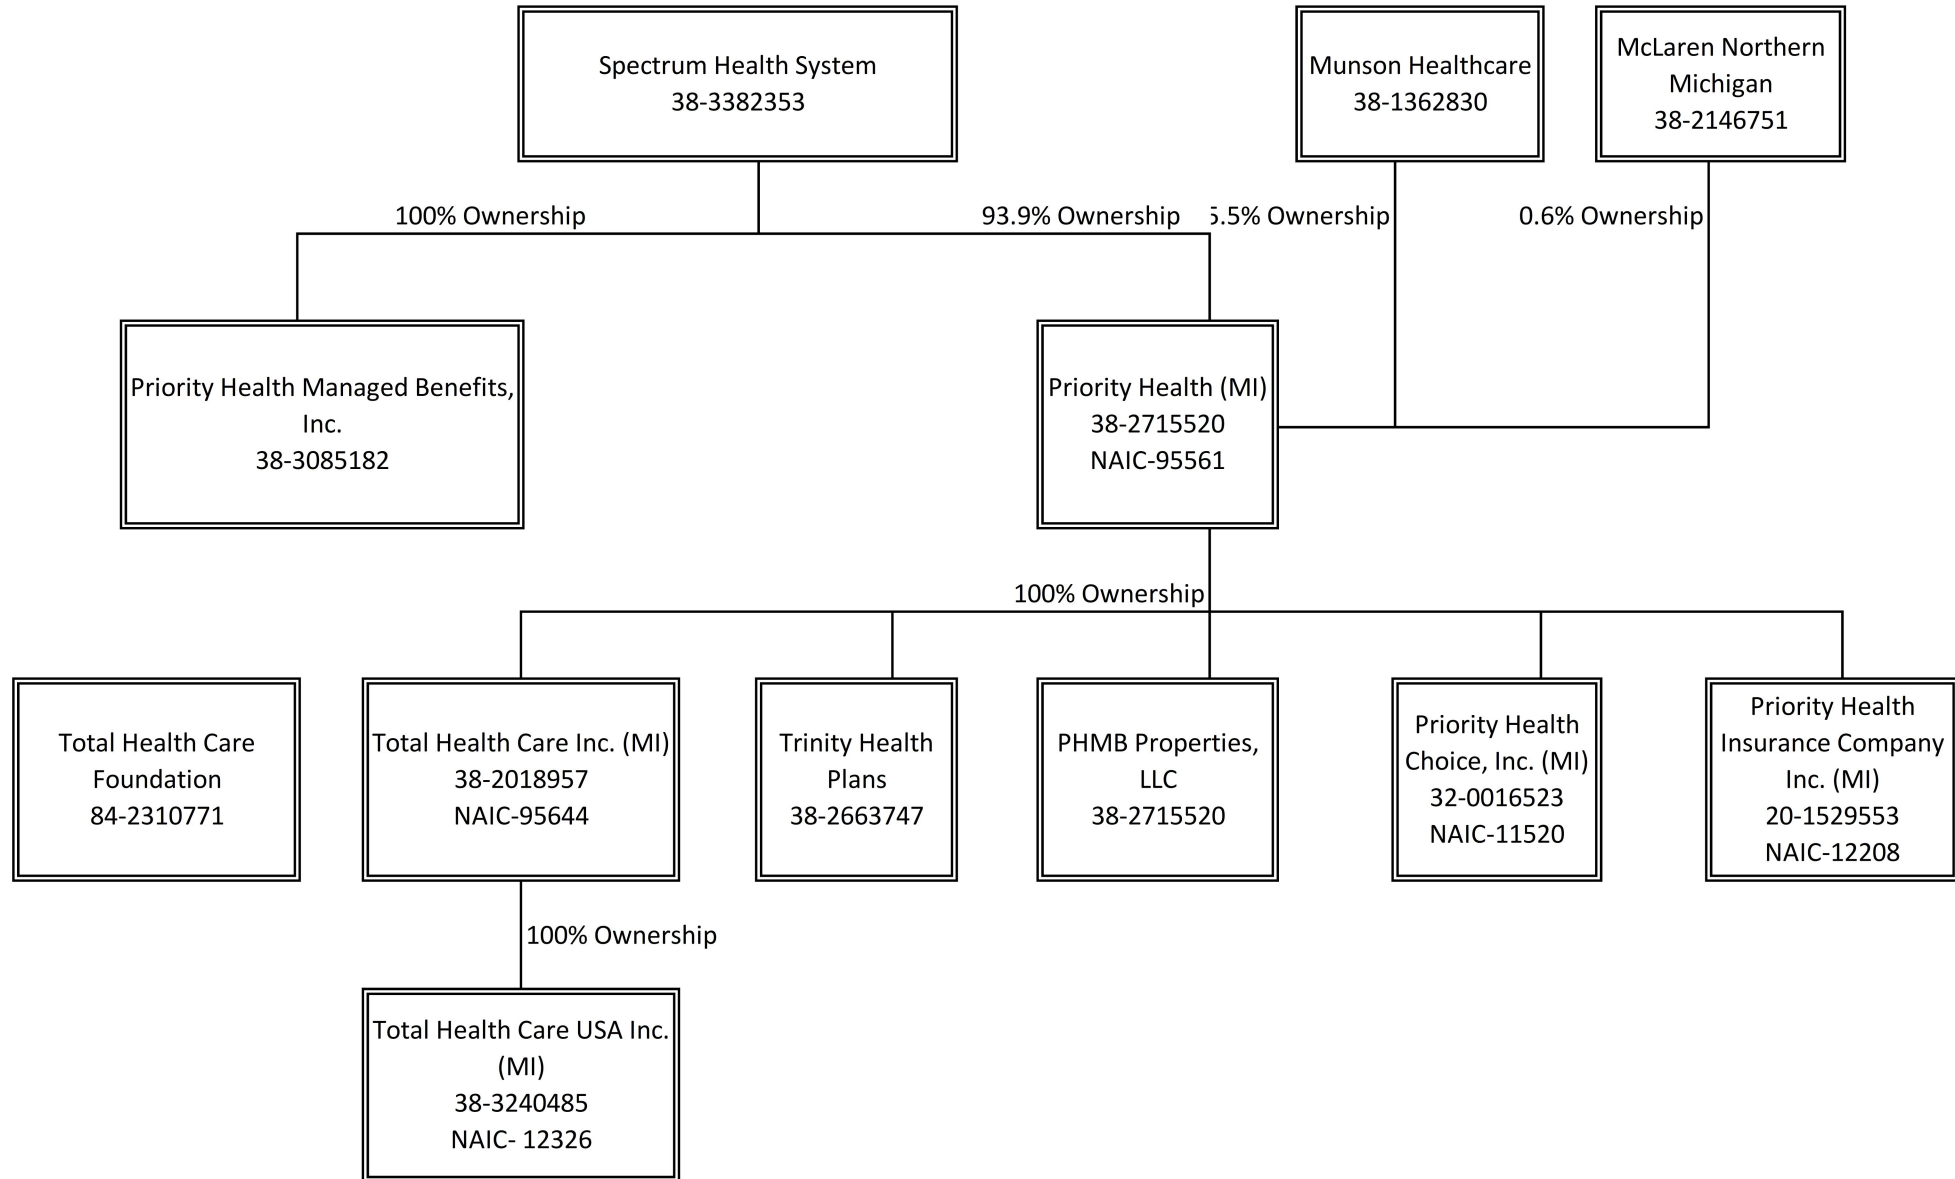 Spectrum Health System
38-3382353
Munson Healthcare
38-1362830
McLaren Northern
Michigan
38-2146751
100% Ownership
93.9% Ownership
5.5% Ownership
0.6% Ownership
Priority Health Managed Benefits,
Inc.
38-3085182
Priority Health (MI)
38-2715520
NAIC-95561
100% Ownership
Total Health Care
Foundation
84-2310771
Total Health Care Inc. (MI)
38-2018957
NAIC-95644
Trinity Health
Plans
38-2663747
PHMB Properties,
LLC
38-2715520
Priority Health
Choice, Inc. (MI)
32-0016523
NAIC-11520
Priority Health
Insurance Company
Inc. (MI)
20-1529553
NAIC-12208
100% Ownership
Total Health Care USA Inc.
(MI)
38-3240485
NAIC- 12326